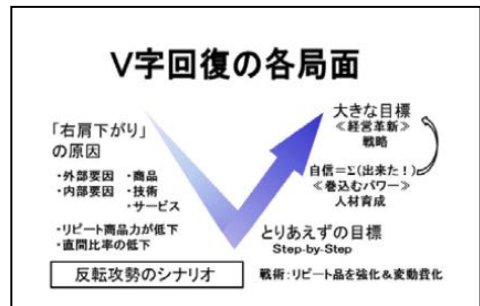 V字回復の各局面
「右肩下がり」
の原因
・外部要因 ・商品
・内部要因 ・技術
・サービス
・リピート商品力が低下
・直間比率の低下
反転攻勢のシナリオ
大きな目標
≪経営革新≫
戦略
自信=Σ(出来た!)
≪巻込むパワー≫
人材育成
とりあえずの目標
Step-by-Step
戦術:リピート品を強化&変動費化